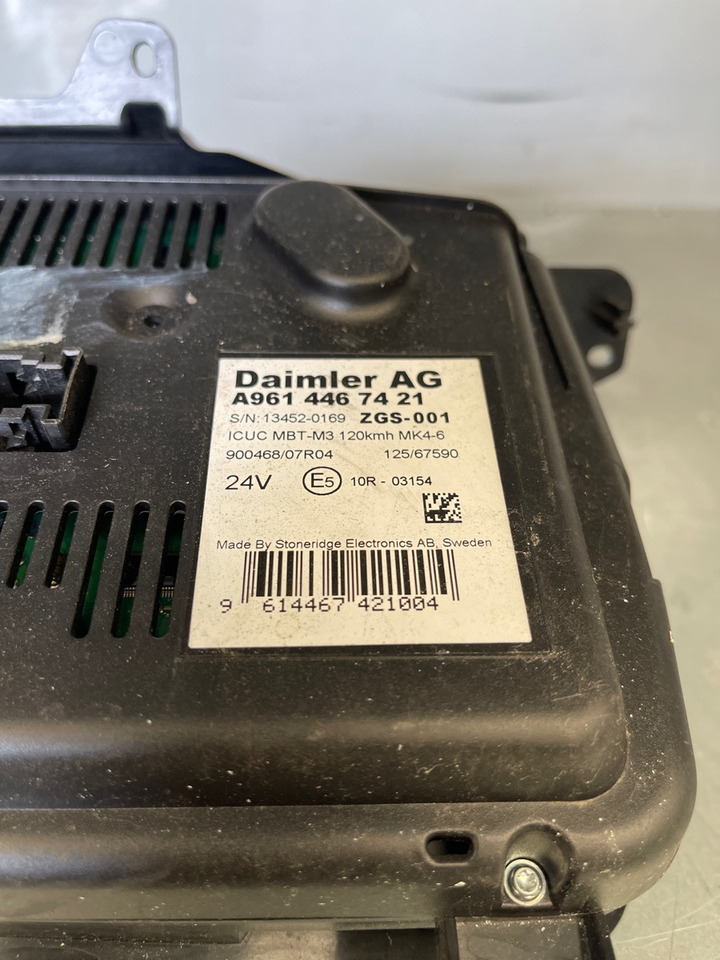 Daimler AG
A961 446 74 21
S/N: 13452-0169 ZGS-001
ICUC MBT-M3 120kmh MK4-6
900468/07R04 125/67590
24V E5 10R - 03154
Made By Stoneridge Electronics AB, Sweden
9 614467 421004